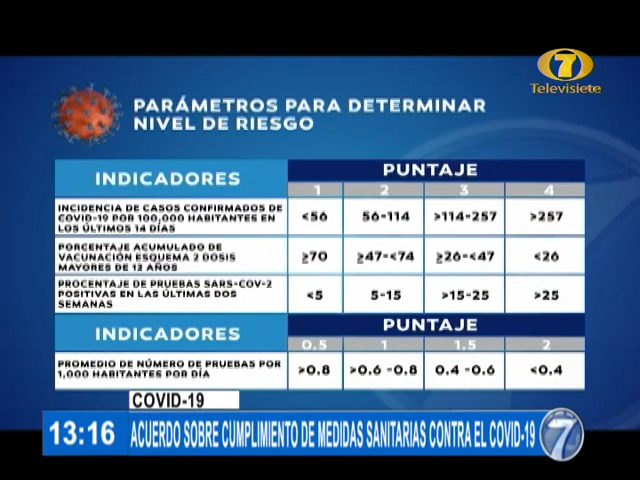 7
Televisiete
PARÁMETROS PARA DETERMINAR
NIVEL DE RIESGO
INDICADORES PUNTAJE
1 2 3 4
INCIDENCIA DE CASOS CONFIRMADOS DE
COVID-19 POR 100,000 HABITANTES EN
LOS ÚLTIMOS 14 DÍAS
<56 56-114 >114-257 >257
PORCENTAJE ACUMULADO DE
VACUNACIÓN ESQUEMA 2 DOSIS
MAYORES DE 12 AÑOS
≥70 ≥47-<74 ≥26-<47 <26
PROCENTAJE DE PRUEBAS SARS-COV-2
POSITIVAS EN LAS ÚLTIMAS DOS
SEMANAS
<5 5-15 >15-25 >25
INDICADORES PUNTAJE
0.5 1 1.5 2
PROMEDIO DE NÚMERO DE PRUEBAS POR
1,000 HABITANTES POR DÍA
>0.8 >0.6 -0.8 0.4 -0.6 <0.4
COVID-19
13:16 ACUERDO SOBRE CUMPLIMIENTO DE MEDIDAS SANITARIAS CONTRA EL COVID-19 7